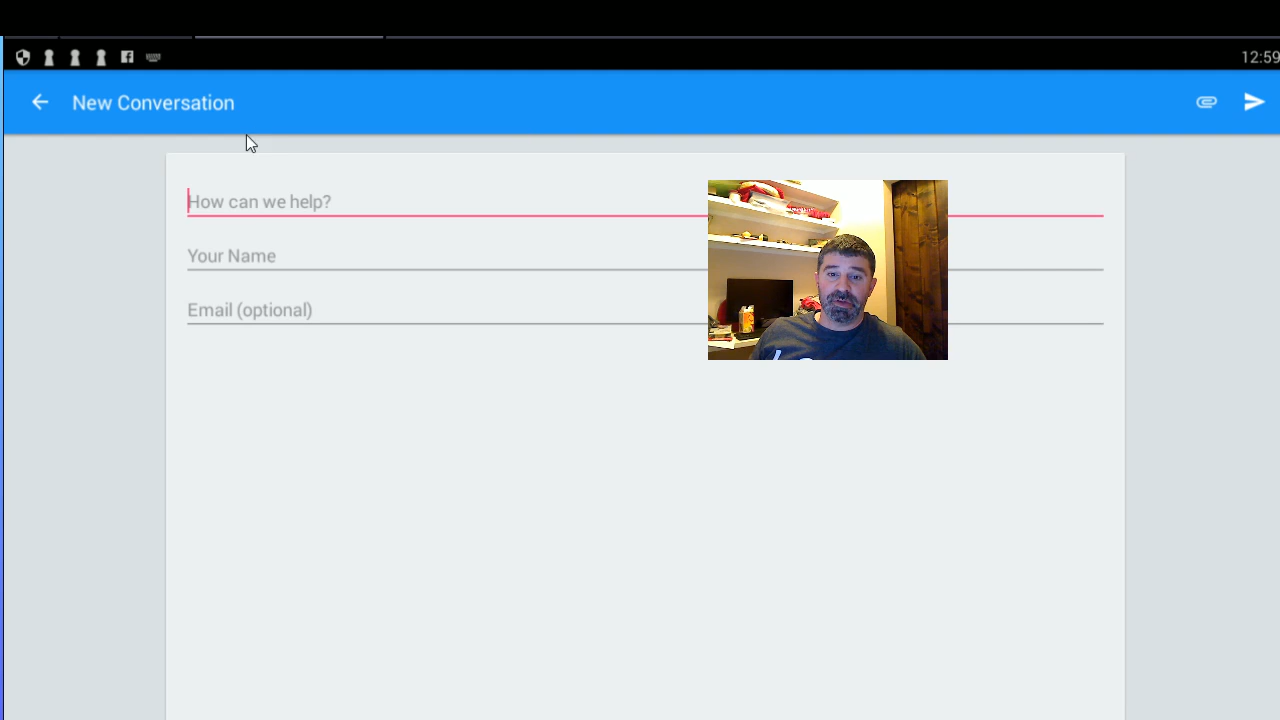 12:59
New Conversation
How can we help?
Your Name
Email (optional)